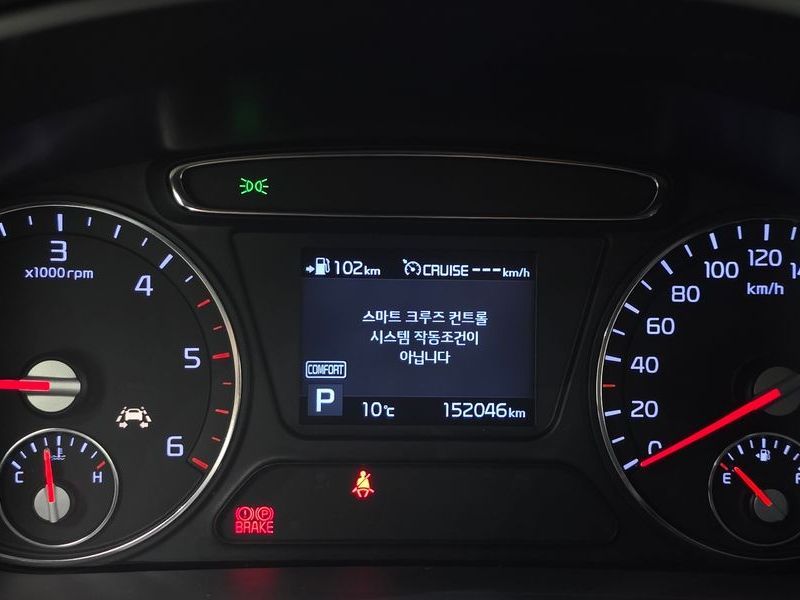 3
x1000rpm
4
5
6
C H
102km CRUISE ---km/h
스마트 크루즈 컨트롤
시스템 작동조건이
아닙니다
COMFORT
P 10℃ 152046km
BRAKE
120
100
km/h
80
60
40
20
0
E